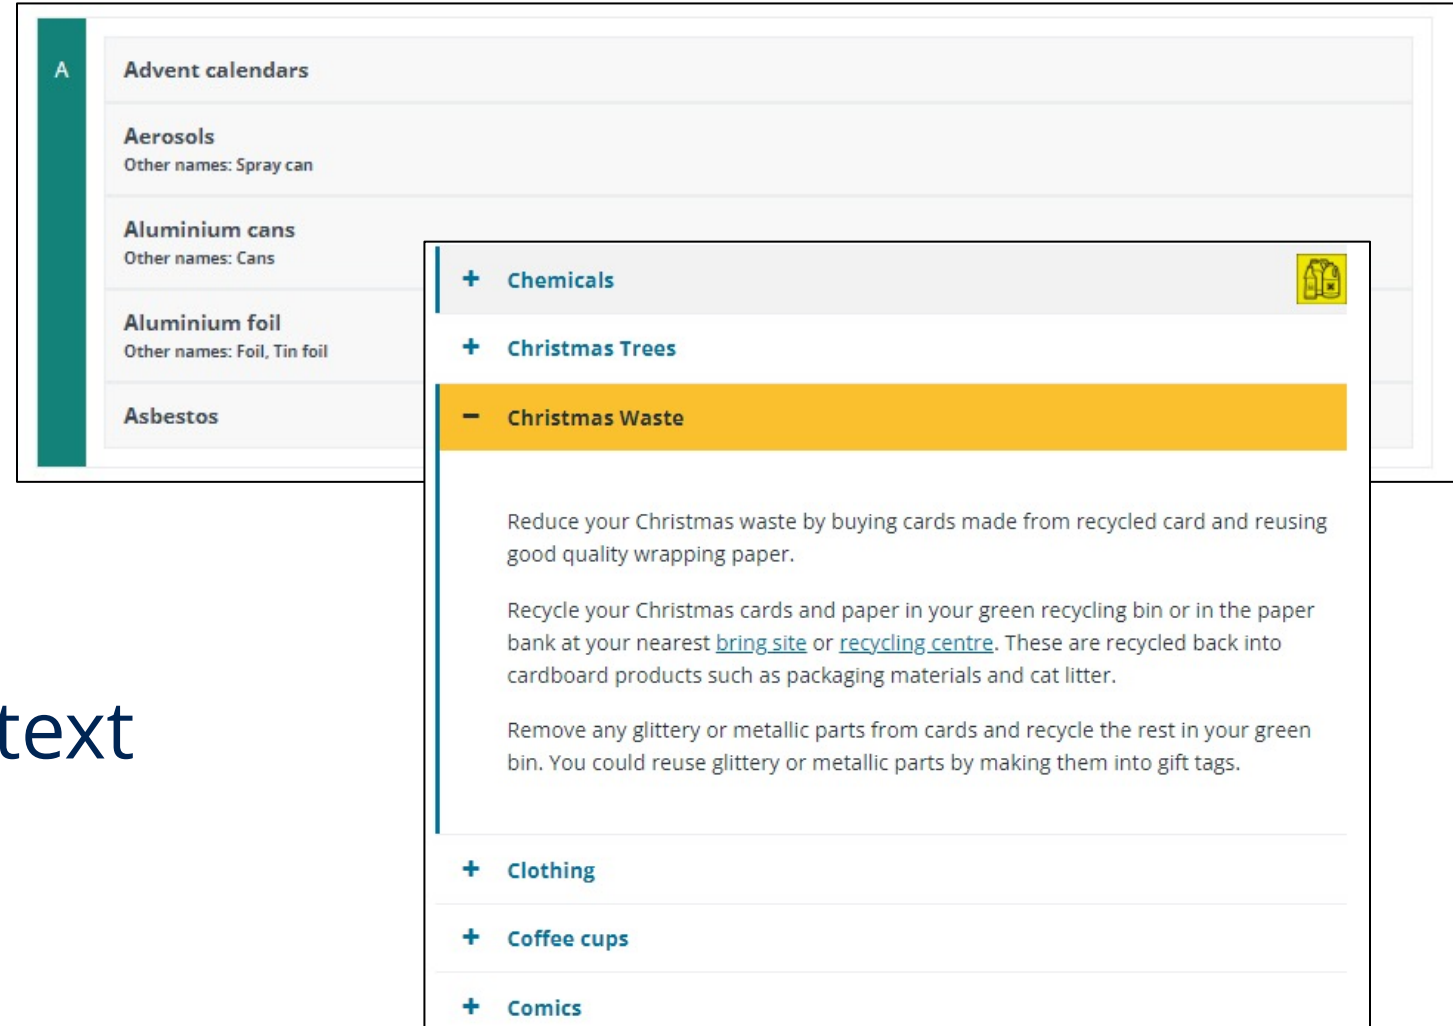 A
Advent calendars
Aerosols
Other names: Spray can
Aluminium cans
Other names: Cans
Aluminium foil
Other names: Foil, Tin foil
Asbestos
+ Chemicals
+ Christmas Trees
− Christmas Waste
Reduce your Christmas waste by buying cards made from recycled card and reusing
good quality wrapping paper.
Recycle your Christmas cards and paper in your green recycling bin or in the paper
bank at your nearest bring site or recycling centre. These are recycled back into
cardboard products such as packaging materials and cat litter.
Remove any glittery or metallic parts from cards and recycle the rest in your green
bin. You could reuse glittery or metallic parts by making them into gift tags.
+ Clothing
+ Coffee cups
+ Comics
text